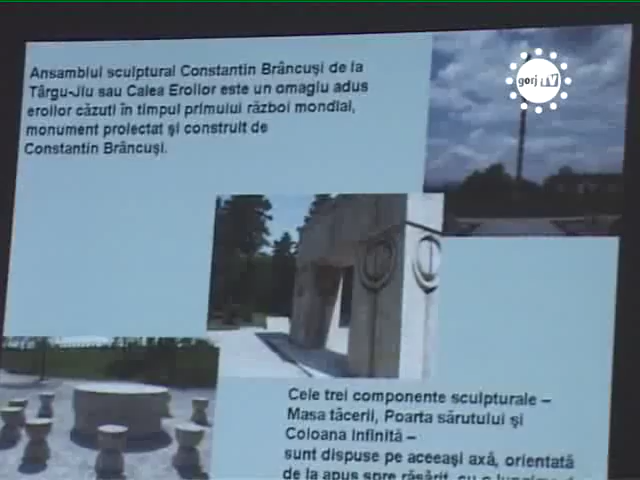 gorj TV
Ansamblul sculptural Constantin Brâncuşi de la
Târgu-Jiu sau Calea Eroilor este un omagiu adus
eroilor căzuţi în timpul primului război mondial,
monument proiectat şi construit de
Constantin Brâncuşi.
Cele trei componente sculpturale –
Masa tăcerii, Poarta sărutului şi
Coloana Infinită –
sunt dispuse pe aceeaşi axă, orientată
de la apus spre răsărit, cu o lungime d